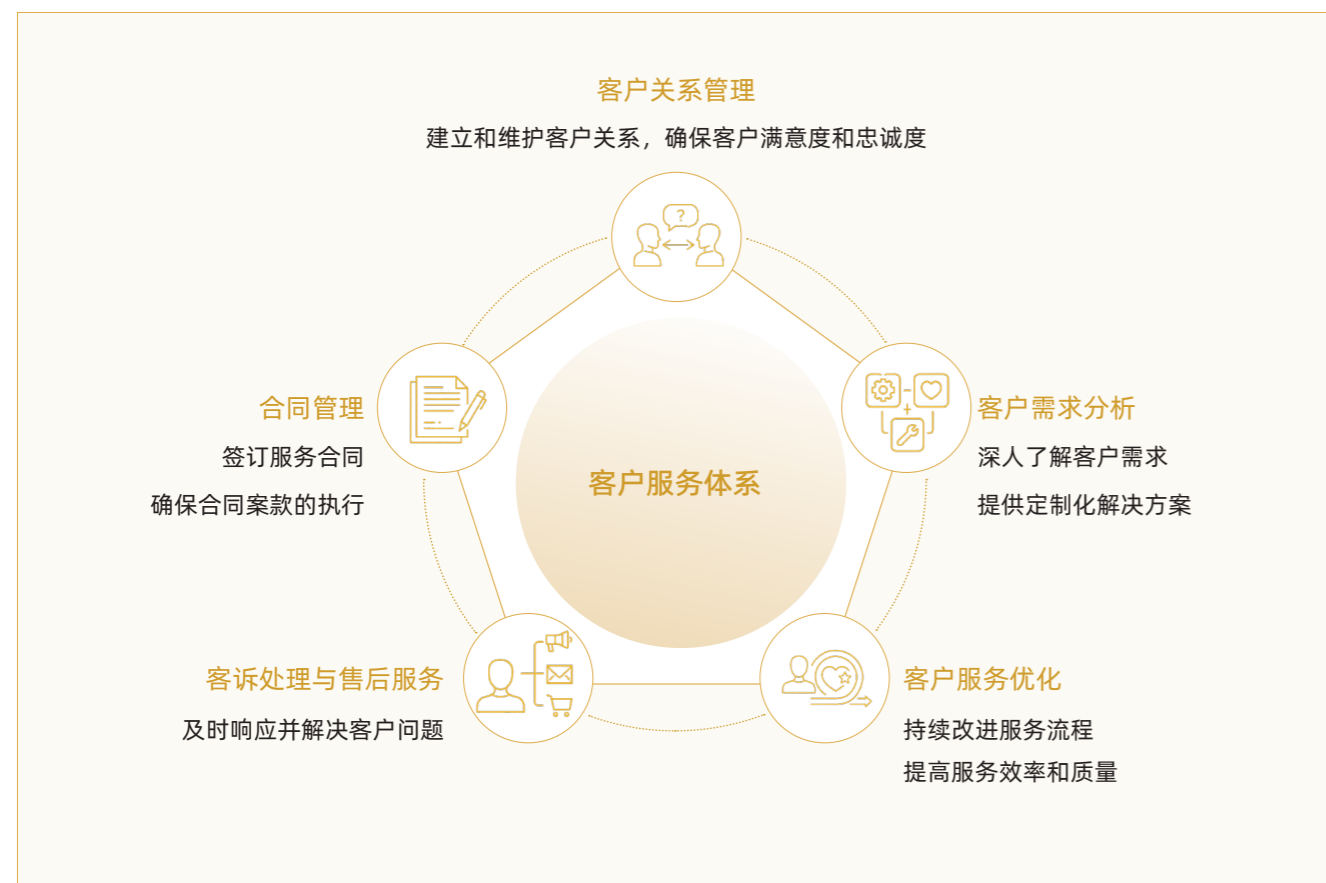 客户关系管理
建立和维护客户关系，确保客户满意度和忠诚度
?
合同管理
签订服务合同
确保合同案款的执行
客户需求分析
深人了解客户需求
提供定制化解决方案
客户服务体系
客诉处理与售后服务
及时响应并解决客户问题
客户服务优化
持续改进服务流程
提高服务效率和质量